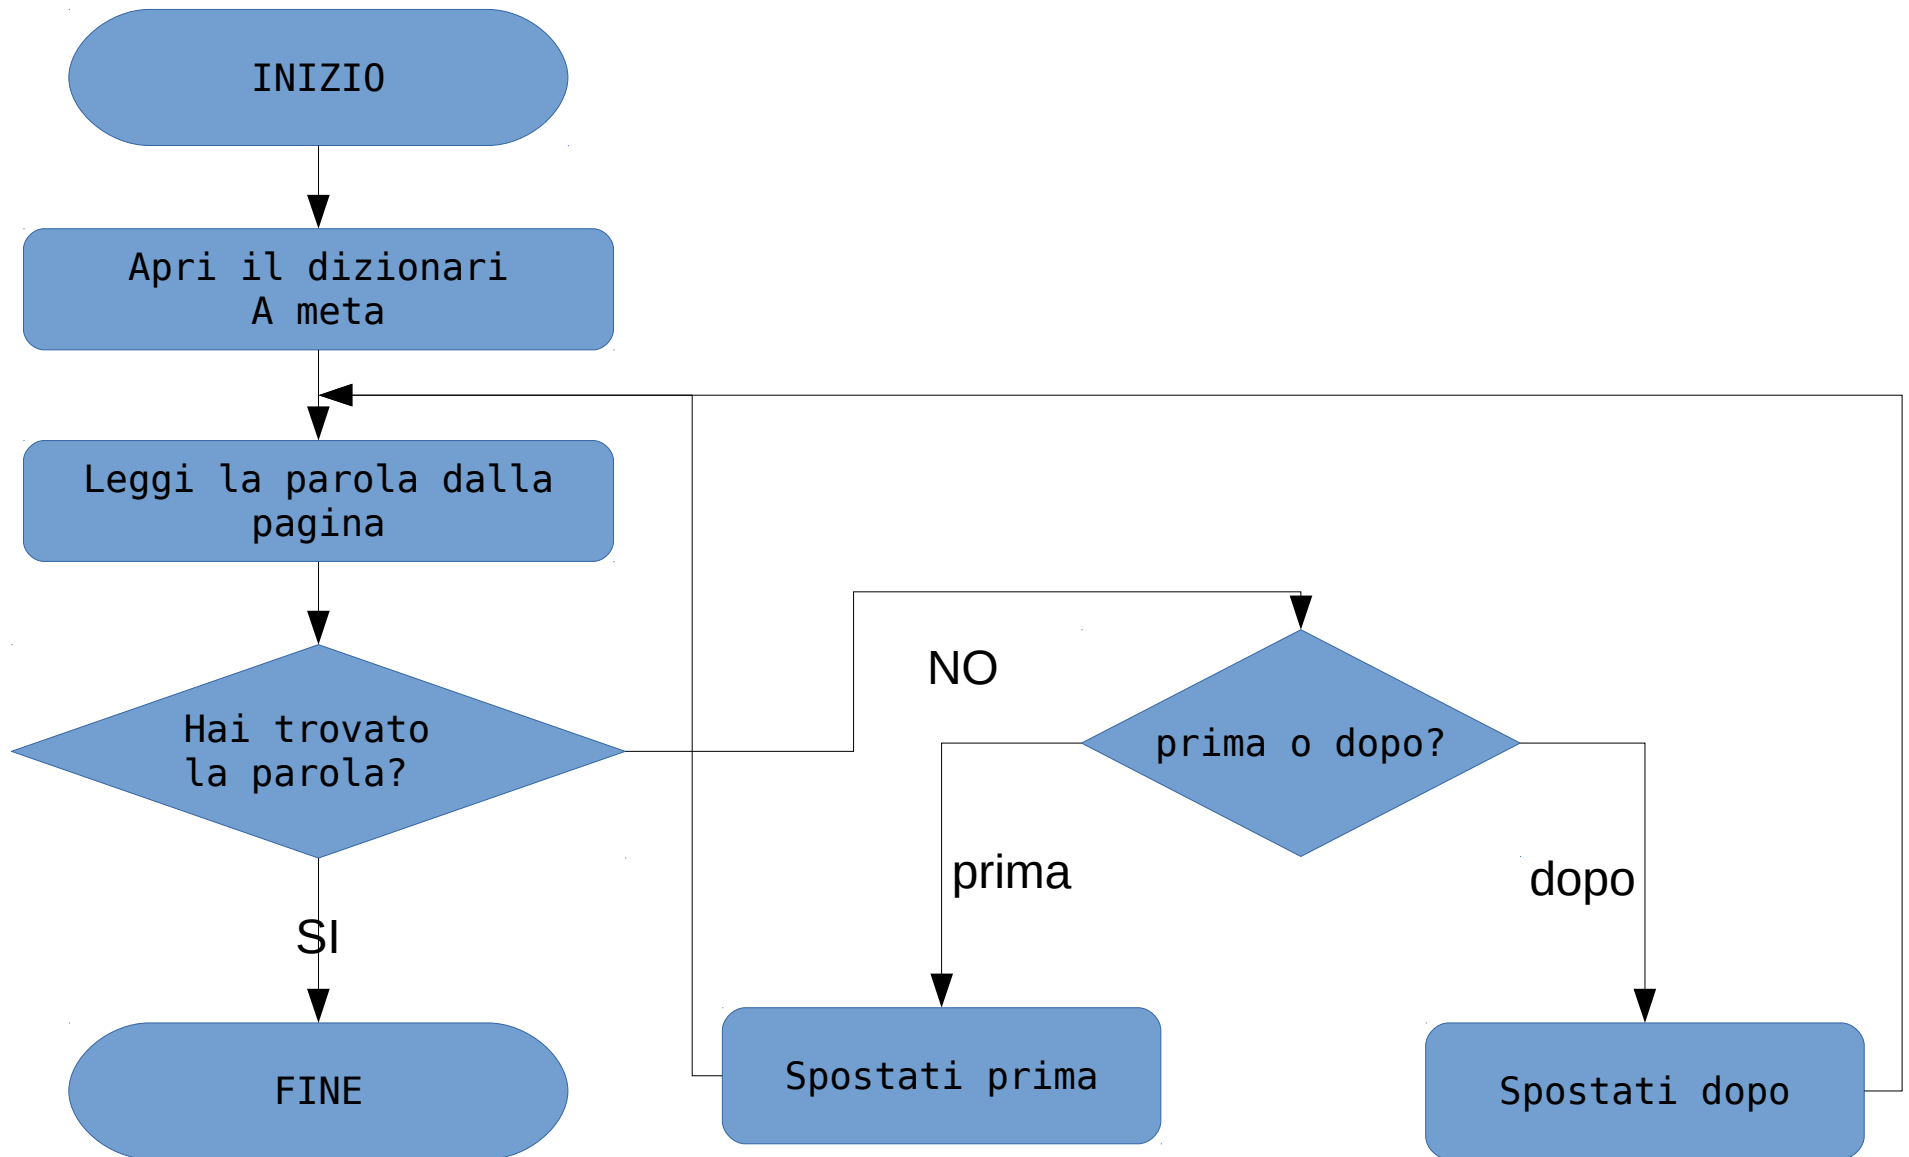 INIZIO
Apri il dizionari
A meta
Leggi la parola dalla
pagina
Hai trovato
la parola?
NO
prima o dopo?
prima
dopo
SI
FINE
Spostati prima
Spostati dopo